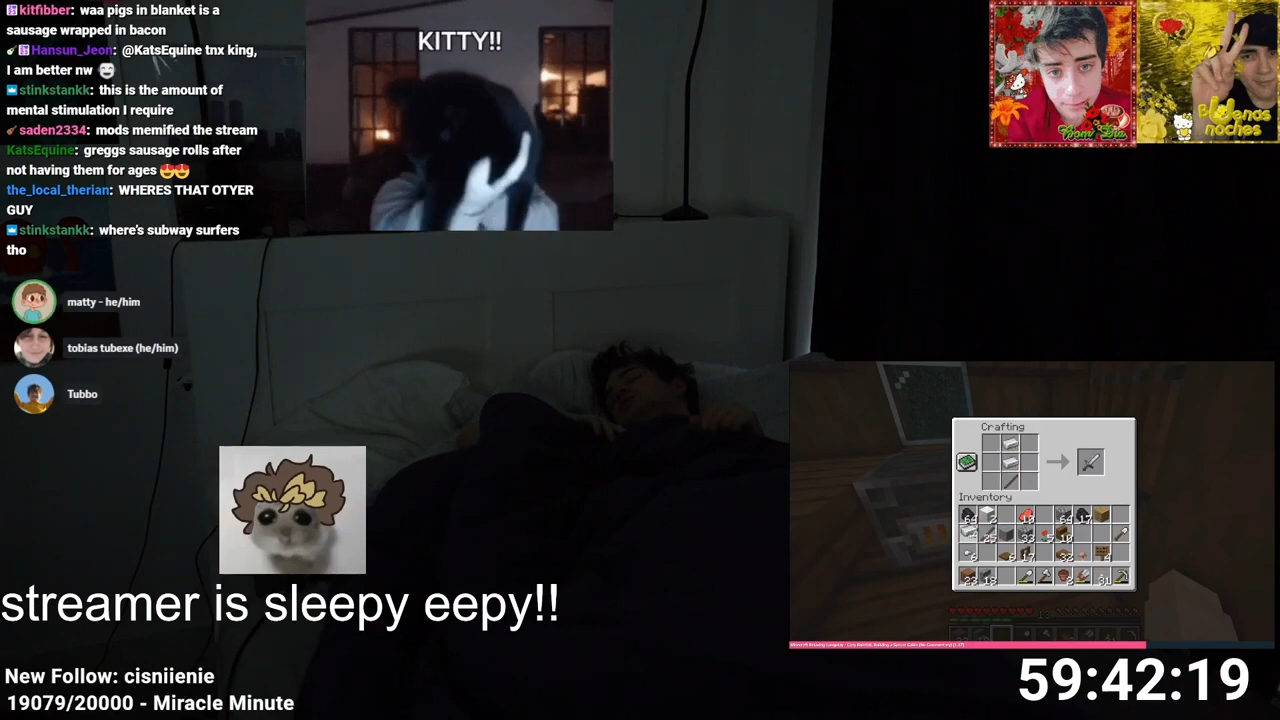 kitfibber: waa pigs in blanket is a
sausage wrapped in bacon
Hansun_Jeon: @KatsEquine tnx king,
I am better nw
stinkstankk: this is the amount of
mental stimulation I require
saden2334: mods memified the stream
KatsEquine: greggs sausage rolls after
not having them for ages
the_local_therian: WHERES THAT OTYER
GUY
stinkstankk: where's subway surfers
tho
KITTY!!
Buenas
noches
matty - he/him
tobias tubexe (he/him)
Tubbo
Crafting
Inventory
streamer is sleepy eepy!!
New Follow: cisniienie
19079/20000 - Miracle Minute
59:42:19